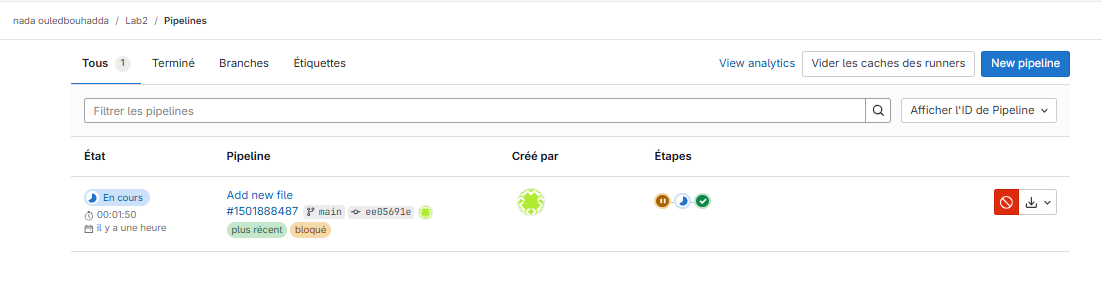 nada ouledbouhadda / Lab2 / Pipelines
Tous 1 Terminé Branches Étiquettes View analytics Vider les caches des runners New pipeline
Filtrer les pipelines Afficher l'ID de Pipeline
État Pipeline Créé par Étapes
En cours Add new file
00:01:50 #1501888487 main ee05691e
il y a une heure plus récent bloqué